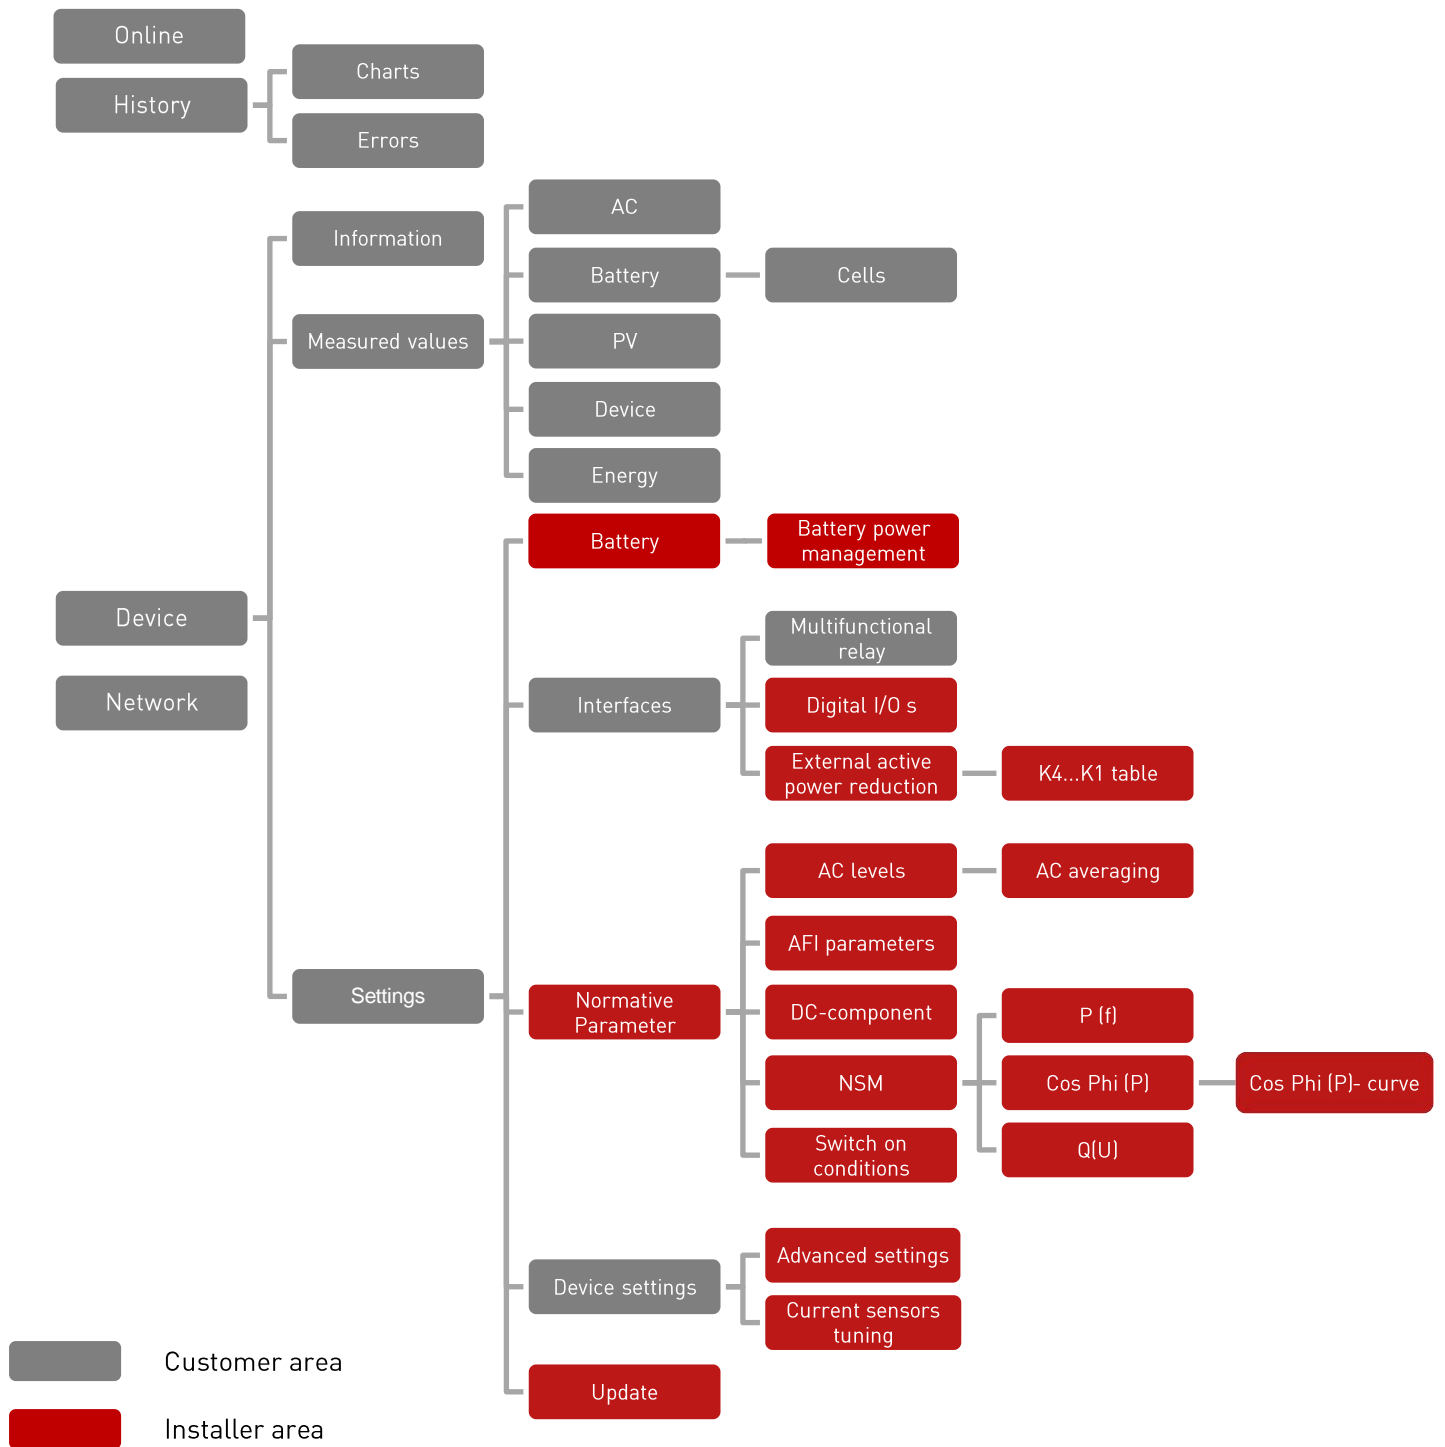 Online
History
Charts
Errors
Information
Measured values
AC
Battery
Cells
PV
Device
Energy
Device
Network
Settings
Battery
Battery power
management
Interfaces
Multifunctional
relay
Digital I/O s
External active
power reduction
K4...K1 table
Normative
Parameter
AC levels
AC averaging
AFI parameters
DC-component
NSM
P (f)
Cos Phi (P)
Cos Phi (P)- curve
Q(U)
Switch on
conditions
Device settings
Advanced settings
Current sensors
tuning
Update
Customer area
Installer area